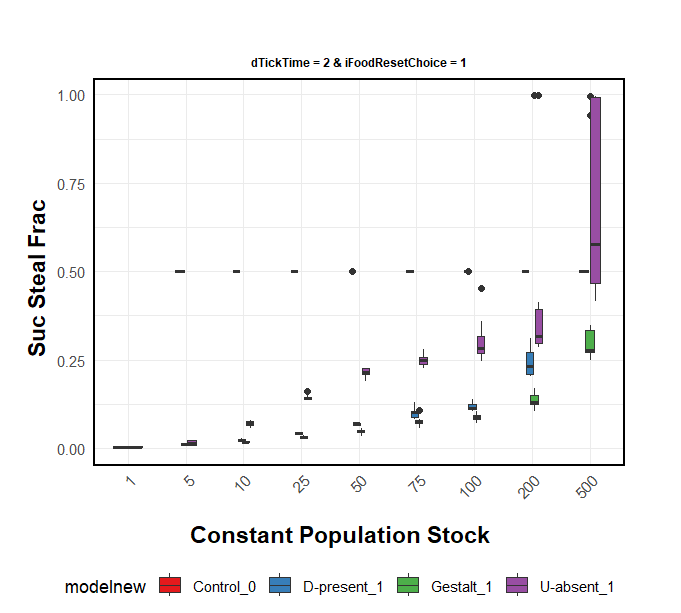 dTickTime = 2 & iFoodResetChoice = 1
1.00
0.75
0.50
0.25
0.00
Suc Steal Frac
1 5 10 25 50 75 100 200 500
Constant Population Stock
modelnew Control_0 D-present_1 Gestalt_1 U-absent_1